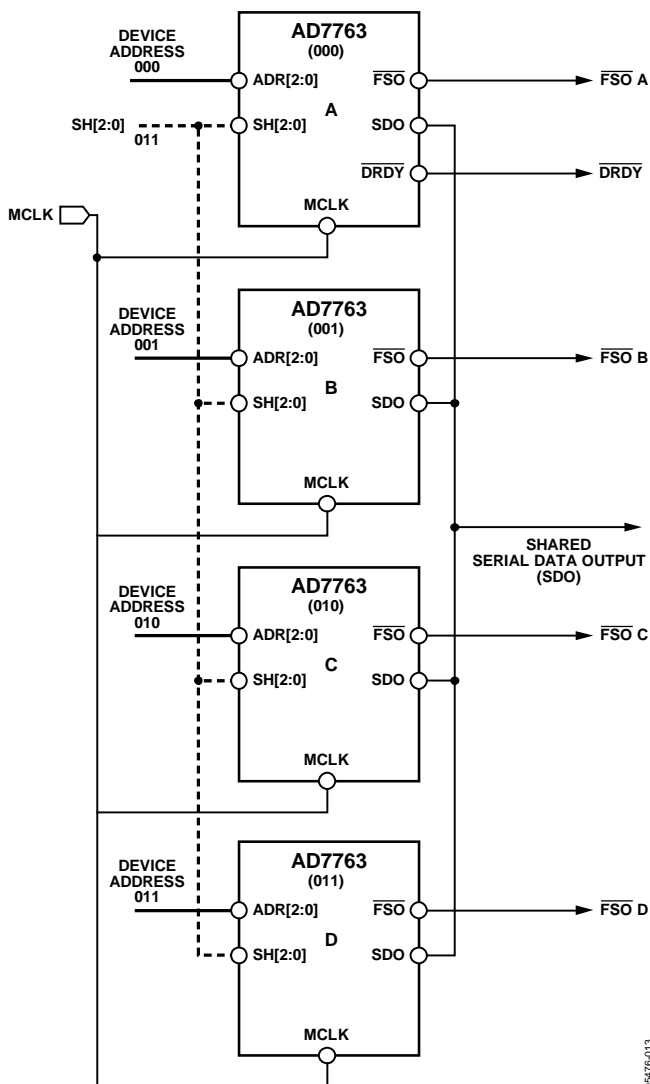 DEVICE
ADDRESS
000
AD7763
(000)
ADR[2:0]
FSO
FSO A
A
SH[2:0]
011
SH[2:0]
SDO
DRDY
DRDY
MCLK
MCLK
DEVICE
ADDRESS
001
AD7763
(001)
ADR[2:0]
FSO
FSO B
B
SH[2:0]
SDO
MCLK
SHARED
SERIAL DATA OUTPUT
(SDO)
DEVICE
ADDRESS
010
AD7763
(010)
ADR[2:0]
FSO
FSO C
C
SH[2:0]
SDO
MCLK
DEVICE
ADDRESS
011
AD7763
(011)
ADR[2:0]
FSO
FSO D
D
SH[2:0]
SDO
MCLK